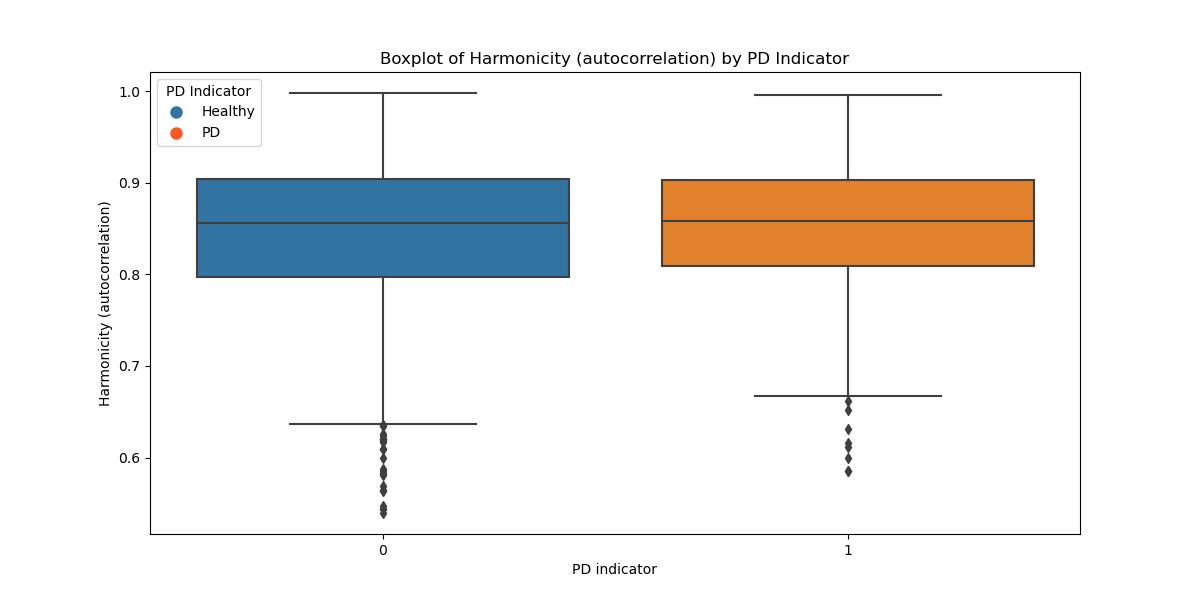 Boxplot of Harmonicity (autocorrelation) by PD Indicator
PD Indicator
Healthy
PD
Harmonicity (autocorrelation)
1.0
0.9
0.8
0.7
0.6
0
1
PD indicator